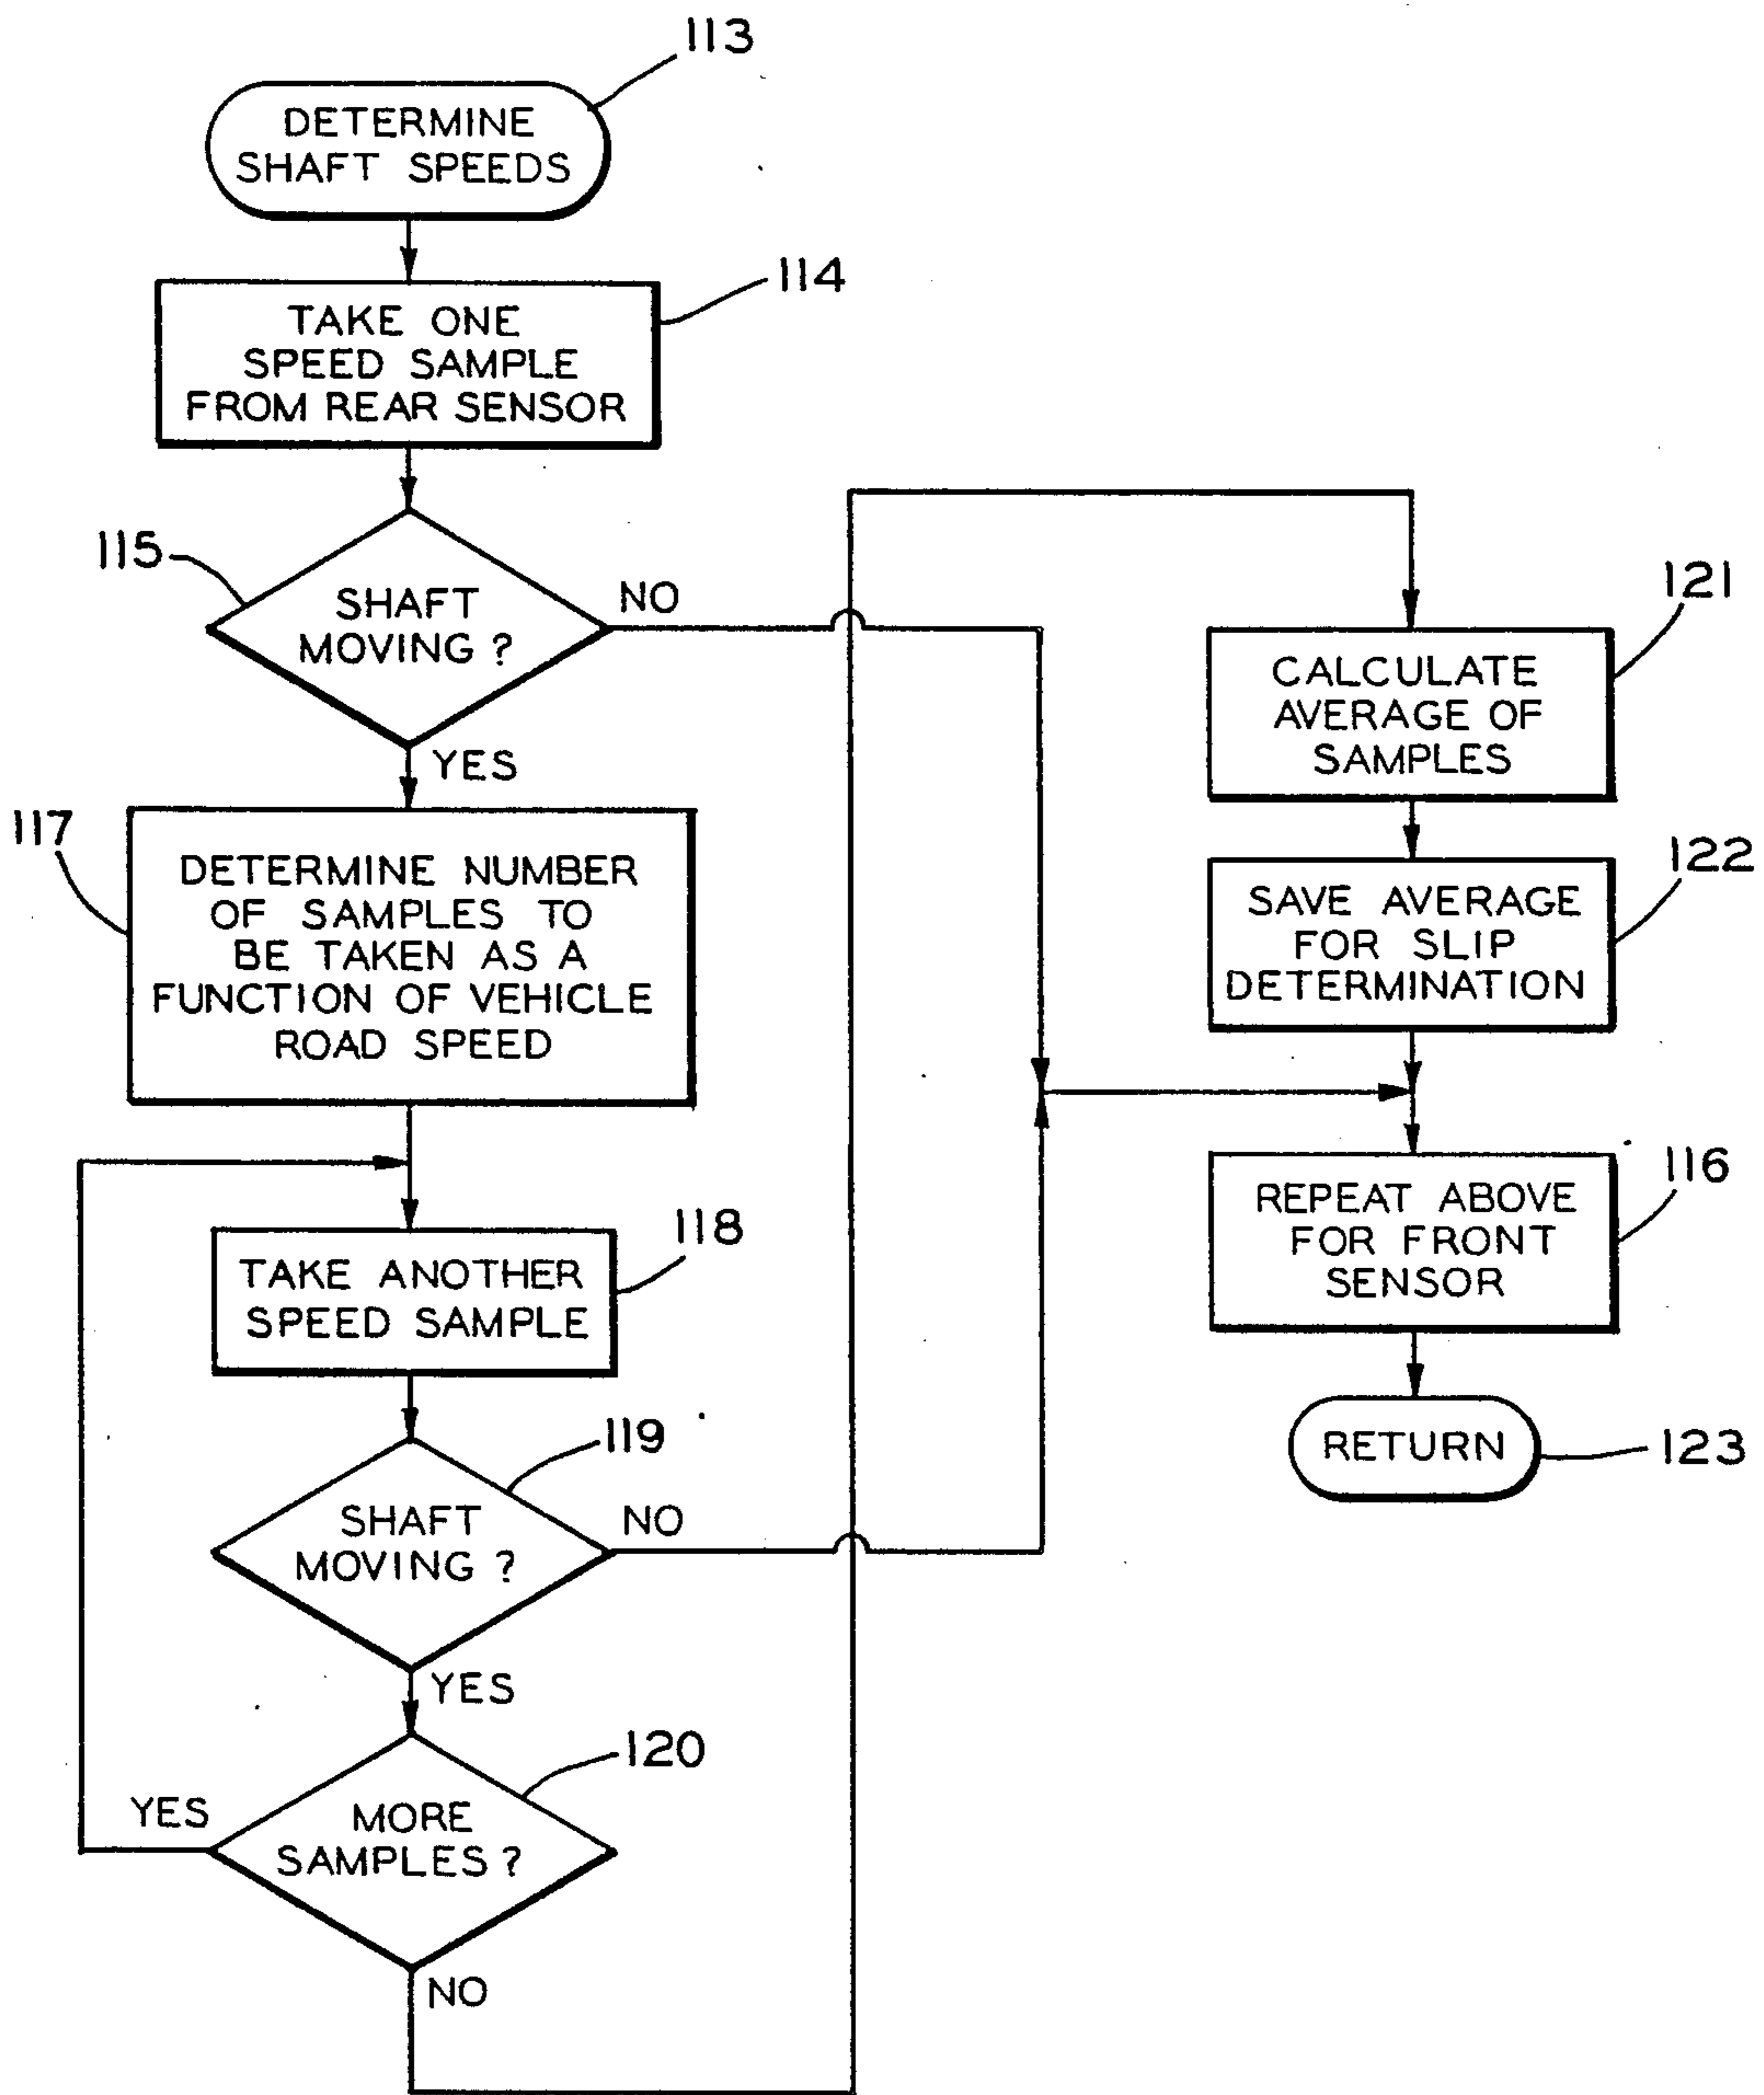 113
DETERMINE
SHAFT SPEEDS
114
TAKE ONE
SPEED SAMPLE
FROM REAR SENSOR
115
SHAFT
MOVING ?
NO
YES
117
DETERMINE NUMBER
OF SAMPLES TO
BE TAKEN AS A
FUNCTION OF VEHICLE
ROAD SPEED
118
TAKE ANOTHER
SPEED SAMPLE
119
SHAFT
MOVING ?
NO
YES
120
MORE
SAMPLES ?
YES
NO
121
CALCULATE
AVERAGE OF
SAMPLES
122
SAVE AVERAGE
FOR SLIP
DETERMINATION
116
REPEAT ABOVE
FOR FRONT
SENSOR
RETURN
123